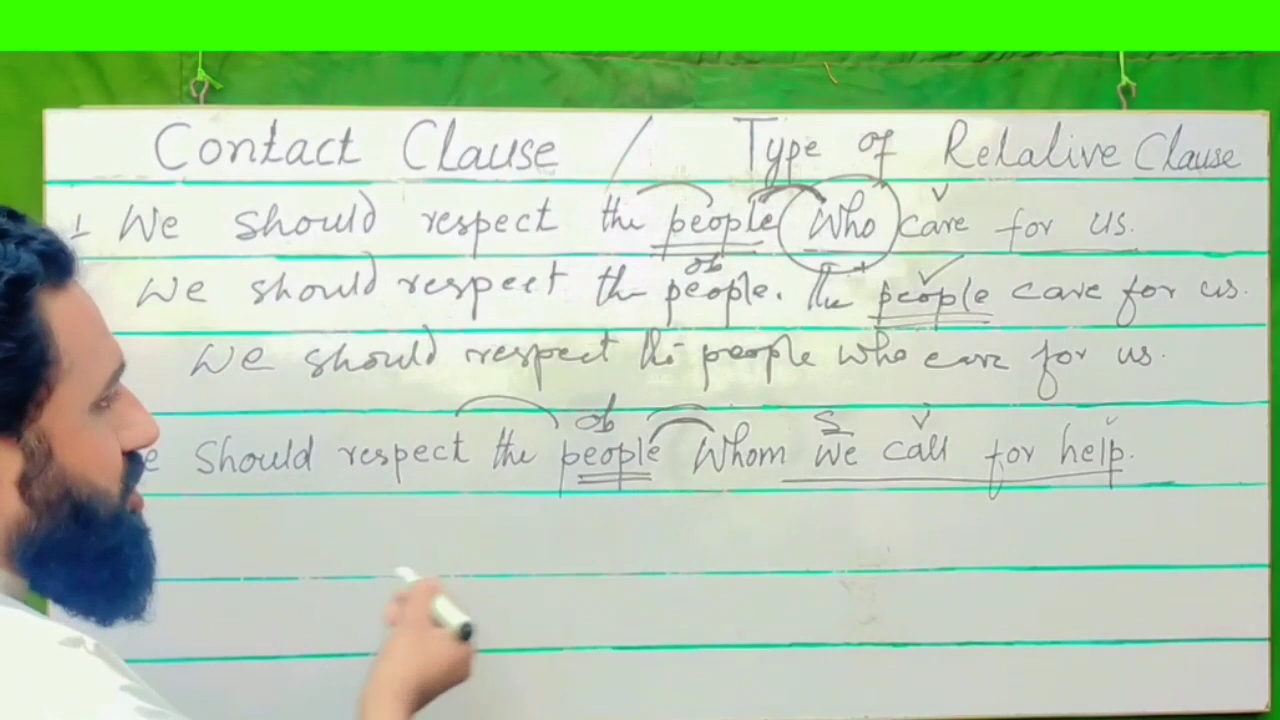 Contact Clause / Type of Relative Clause
1 We should respect the people who care for us.
ob
We should respect the people. The people care for us.
We should respect the people who care for us.
ob S v
e Should respect the people Whom we call for help.